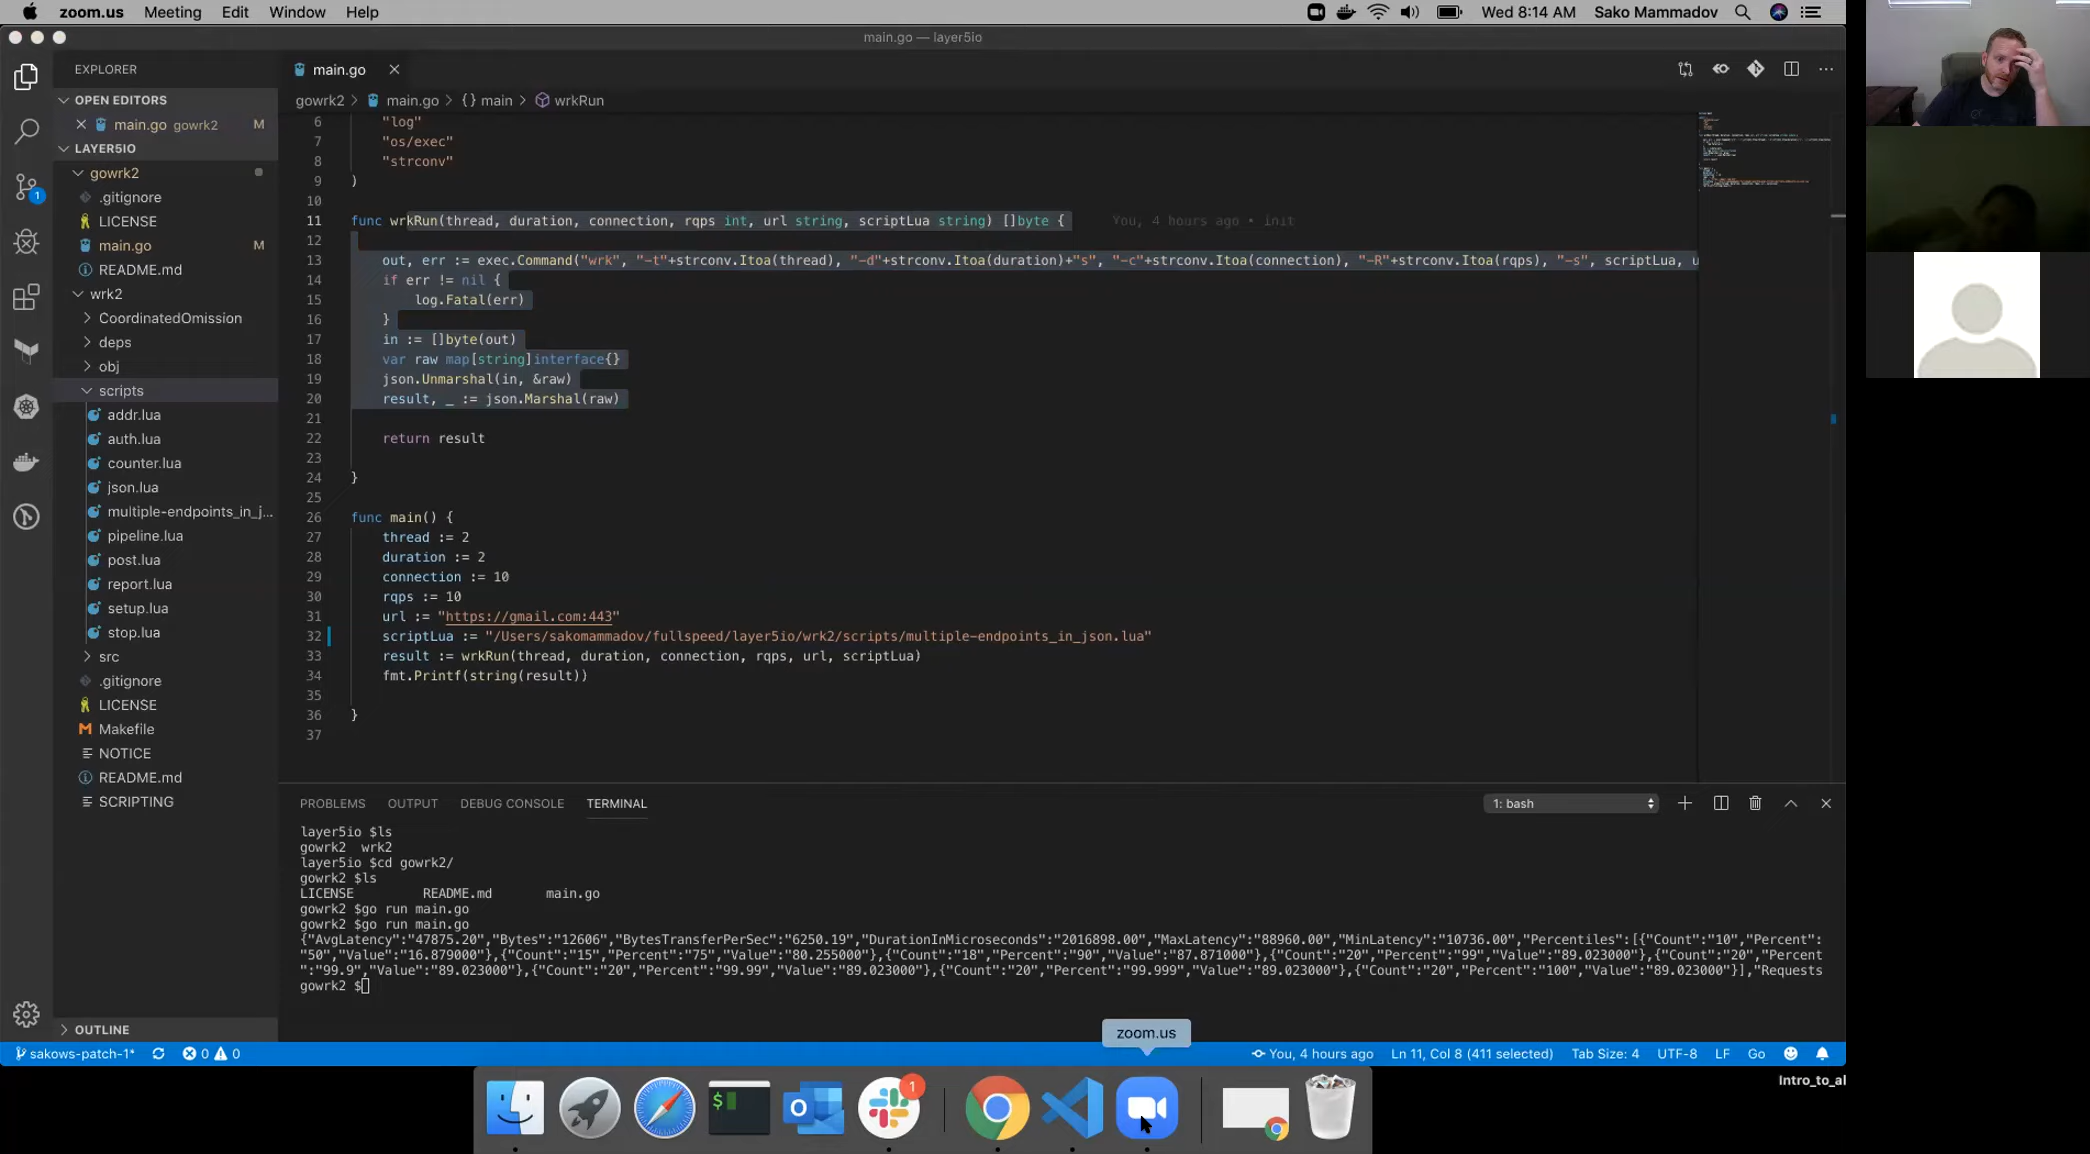 zoom.us Meeting Edit Window Help Wed 8:14 AM Sako Mammadov
main.go — layer5io
EXPLORER
OPEN EDITORS
main.go gowrk2 M
LAYER5IO
gowrk2
.gitignore
LICENSE
main.go M
README.md
wrk2
CoordinatedOmission
deps
obj
scripts
addr.lua
auth.lua
counter.lua
json.lua
multiple-endpoints_in_j...
pipeline.lua
post.lua
report.lua
setup.lua
stop.lua
src
.gitignore
LICENSE
Makefile
NOTICE
README.md
SCRIPTING
OUTLINE
1
main.go
gowrk2 > main.go > {} main > wrkRun
6 "log"
7 "os/exec"
8 "strconv"
9 )
10
11 func wrkRun(thread, duration, connection, rqps int, url string, scriptLua string) []byte { You, 4 hours ago • init
12
13 out, err := exec.Command("wrk", "-t"+strconv.Itoa(thread), "-d"+strconv.Itoa(duration)+"s", "-c"+strconv.Itoa(connection), "-R"+strconv.Itoa(rqps), "-s", scriptLua, u
14 if err != nil {
15 log.Fatal(err)
16 }
17 in := []byte(out)
18 var raw map[string]interface{}
19 json.Unmarshal(in, &raw)
20 result, _ := json.Marshal(raw)
21
22 return result
23
24 }
25
26 func main() {
27 thread := 2
28 duration := 2
29 connection := 10
30 rqps := 10
31 url := "https://gmail.com:443"
32 scriptLua := "/Users/sakomammadov/fullspeed/layer5io/wrk2/scripts/multiple-endpoints_in_json.lua"
33 result := wrkRun(thread, duration, connection, rqps, url, scriptLua)
34 fmt.Printf(string(result))
35
36 }
37
PROBLEMS OUTPUT DEBUG CONSOLE TERMINAL 1: bash
layer5io $ls
gowrk2 wrk2
layer5io $cd gowrk2/
gowrk2 $ls
LICENSE README.md main.go
gowrk2 $go run main.go
gowrk2 $go run main.go
{"AvgLatency":"47875.20","Bytes":"12606","BytesTransferPerSec":"6250.19","DurationInMicroseconds":"2016898.00","MaxLatency":"88960.00","MinLatency":"10736.00","Percentiles":[{"Count":"10","Percent":
"50","Value":"16.879000"},{"Count":"15","Percent":"75","Value":"80.255000"},{"Count":"18","Percent":"90","Value":"87.871000"},{"Count":"20","Percent":"99","Value":"89.023000"},{"Count":"20","Percent"
:"99.9","Value":"89.023000"},{"Count":"20","Percent":"99.99","Value":"89.023000"},{"Count":"20","Percent":"99.999","Value":"89.023000"},{"Count":"20","Percent":"100","Value":"89.023000"}],"Requests
gowrk2 $
zoom.us
sakows-patch-1* 0 0 You, 4 hours ago Ln 11, Col 8 (411 selected) Tab Size: 4 UTF-8 LF Go
Intro_to_al
$
1